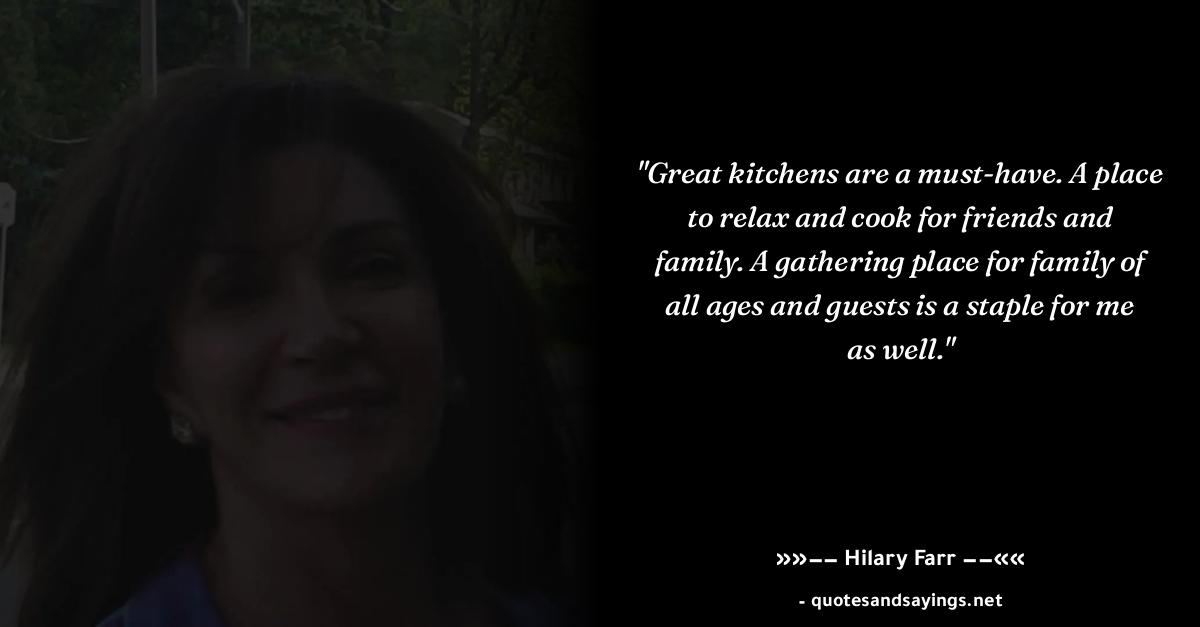 "Great kitchens are a must-have. A place
to relax and cook for friends and
family. A gathering place for family of
all ages and guests is a staple for me
as well."
»»−− Hilary Farr −−««
- quotesandsayings.net